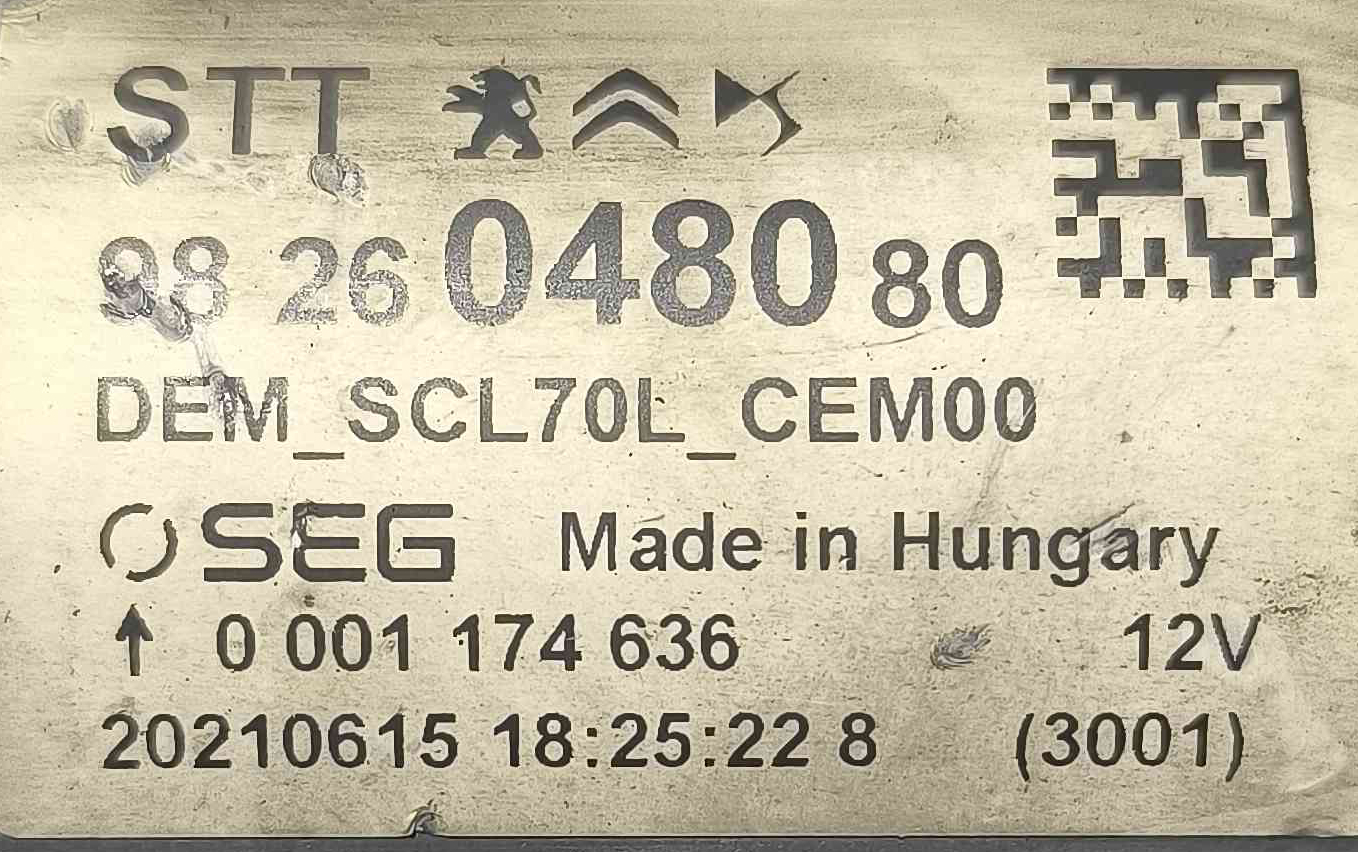 STT
98 26 0480 80
DEM_SCL70L_CEM00
SEG Made in Hungary
↑ 0 001 174 636 12V
20210615 18:25:22 8 (3001)